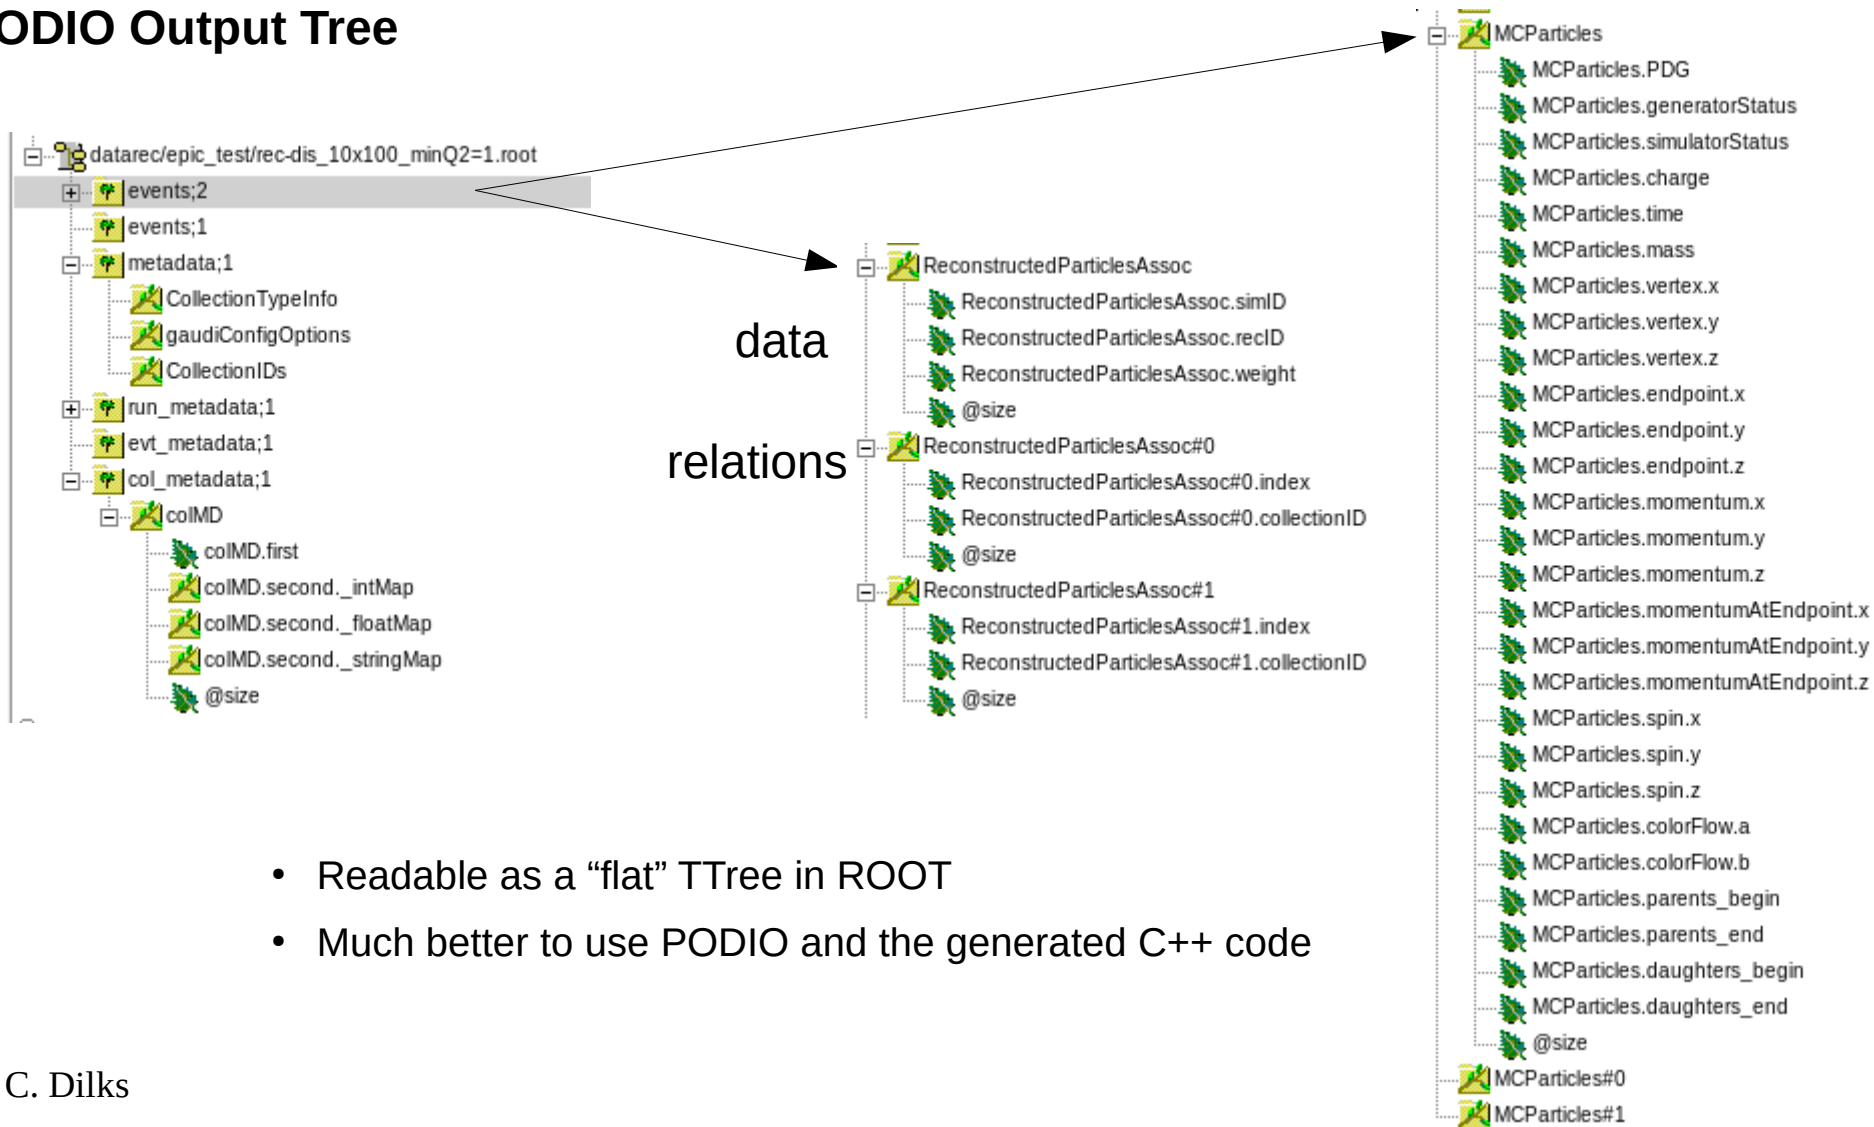 ODIO Output Tree
datarec/epic_test/rec-dis_10x100_minQ2=1.root
events;2
events;1
metadata;1
CollectionTypeInfo
gaudiConfigOptions
CollectionIDs
run_metadata;1
evt_metadata;1
col_metadata;1
colMD
colMD.first
colMD.second._intMap
colMD.second._floatMap
colMD.second._stringMap
@size
data
relations
ReconstructedParticlesAssoc
ReconstructedParticlesAssoc.simID
ReconstructedParticlesAssoc.recID
ReconstructedParticlesAssoc.weight
@size
ReconstructedParticlesAssoc#0
ReconstructedParticlesAssoc#0.index
ReconstructedParticlesAssoc#0.collectionID
@size
ReconstructedParticlesAssoc#1
ReconstructedParticlesAssoc#1.index
ReconstructedParticlesAssoc#1.collectionID
@size
MCParticles
MCParticles.PDG
MCParticles.generatorStatus
MCParticles.simulatorStatus
MCParticles.charge
MCParticles.time
MCParticles.mass
MCParticles.vertex.x
MCParticles.vertex.y
MCParticles.vertex.z
MCParticles.endpoint.x
MCParticles.endpoint.y
MCParticles.endpoint.z
MCParticles.momentum.x
MCParticles.momentum.y
MCParticles.momentum.z
MCParticles.momentumAtEndpoint.x
MCParticles.momentumAtEndpoint.y
MCParticles.momentumAtEndpoint.z
MCParticles.spin.x
MCParticles.spin.y
MCParticles.spin.z
MCParticles.colorFlow.a
MCParticles.colorFlow.b
MCParticles.parents_begin
MCParticles.parents_end
MCParticles.daughters_begin
MCParticles.daughters_end
@size
MCParticles#0
MCParticles#1
• Readable as a “flat” TTree in ROOT
• Much better to use PODIO and the generated C++ code
C. Dilks